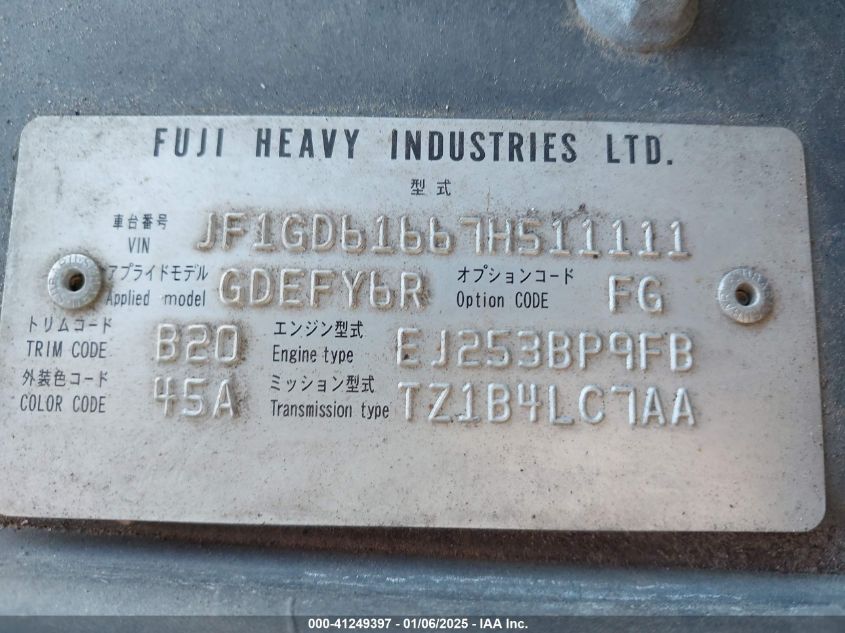 FUJI HEAVY INDUSTRIES LTD.
型式
車台番号 VIN JF1GD61667H511111
アプライドモデル Applied model GDEFY6R オプションコード Option CODE FG
トリムコード TRIM CODE B20 エンジン型式 Engine type EJ253BP9FB
外装色コード COLOR CODE 45A ミッション型式 Transmission type TZ1B4LC7AA
000-41249397 - 01/06/2025 - IAA Inc.